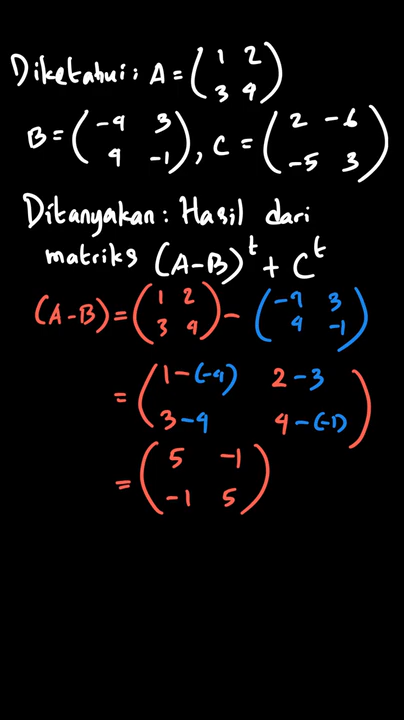 Diketahui: A = (1 2
3 4)
B = (-4 3
4 -1), C = (2 -6
-5 3)
Ditanyakan: Hasil dari
matriks (A-B)^t + C^t
(A-B) = (1 2
3 4) - (-4 3
4 -1)
= (1-(-4) 2-3
3-4 4-(-1))
= (5 -1
-1 5)